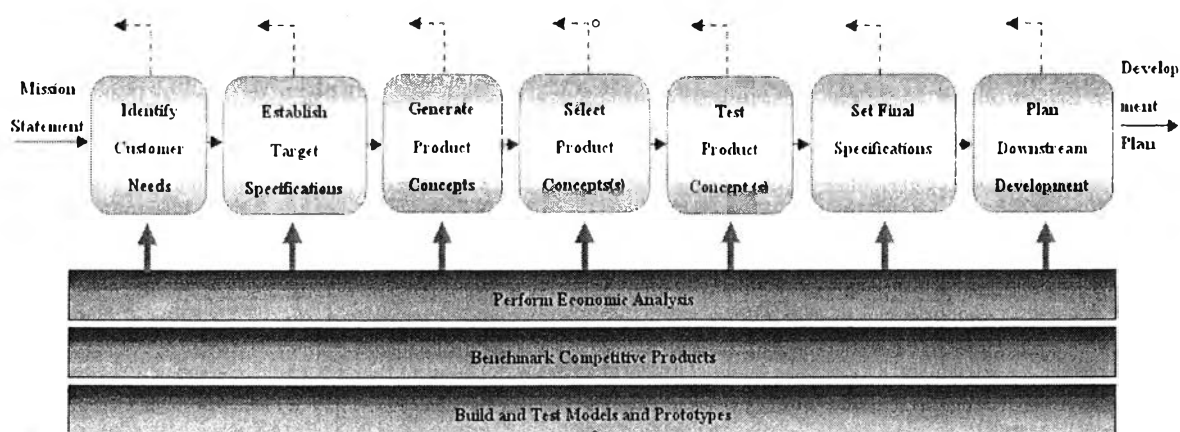 Mission
Statement
Identify
Customer
Needs
Establish
Target
Specifications
Generate
Product
Concepts
Sélect
Product
Concepts(s)
Test
Product
Concept (s)
Set Final
Specifications
Plan
Downstream
Development
Develop
ment
Plan
Perform Economic Analysis
Benchmark Competitive Products
Build and Test Models and Prototypes